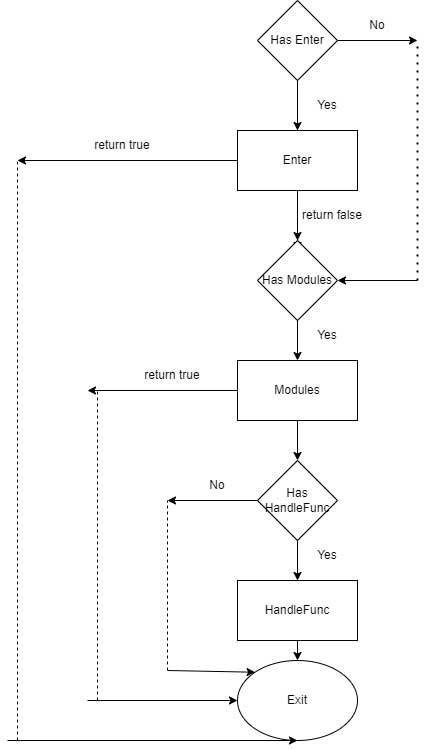 Has Enter
No
Yes
return true
Enter
return false
Has Modules
Yes
return true
Modules
No
Has
HandleFunc
Yes
HandleFunc
Exit